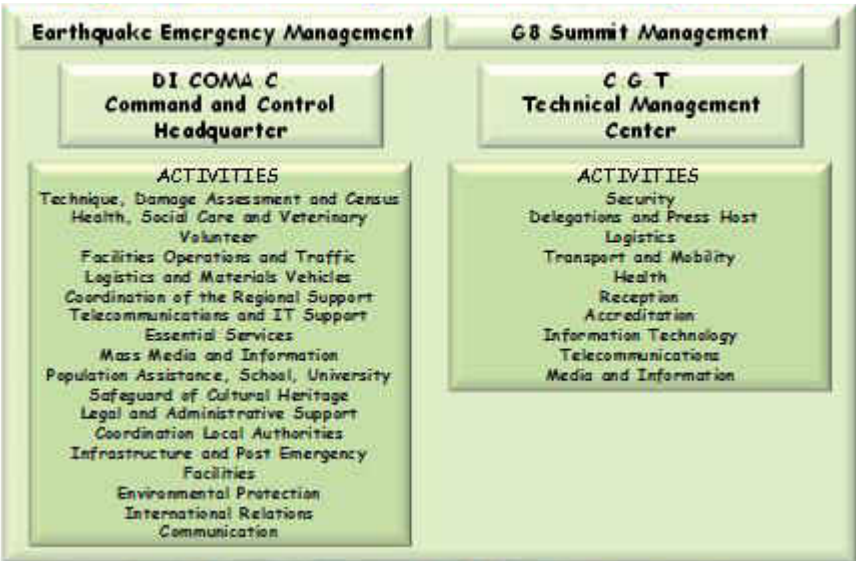 Earthquake Emergency Management
DI COMA C
Command and Control
Headquarter
ACTIVITIES
Technique, Damage Assessment and Census
Health, Social Care and Veterinary
Volunteer
Facilities Operations and Traffic
Logistics and Materials Vehicles
Coordination of the Regional Support
Telecommunications and IT Support
Essential Services
Mass Media and Information
Population Assistance, School, University
Safeguard of Cultural Heritage
Legal and Administrative Support
Coordination Local Authorities
Infrastructure and Post Emergency
Facilities
Environmental Protection
International Relations
Communication
G8 Summit Management
C G T
Technical Management
Center
ACTIVITIES
Security
Delegations and Press Host
Logistics
Transport and Mobility
Health
Reception
Accreditation
Information Technology
Telecommunications
Media and Information